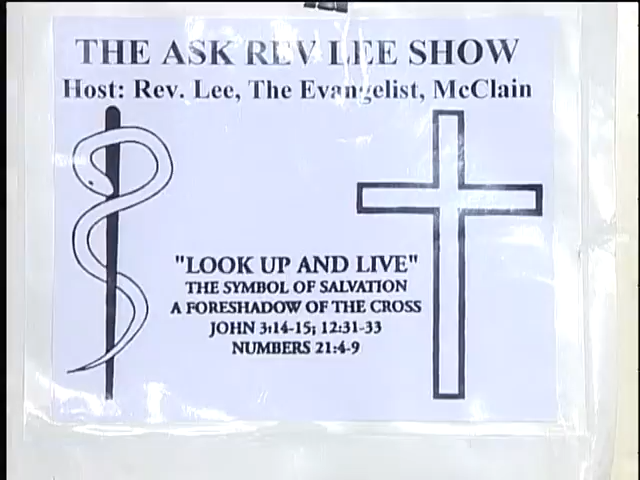 THE ASK REV LEE SHOW
Host: Rev. Lee, The Evangelist, McClain
"LOOK UP AND LIVE"
THE SYMBOL OF SALVATION
A FORESHADOW OF THE CROSS
JOHN 3:14-15; 12:31-33
NUMBERS 21:4-9